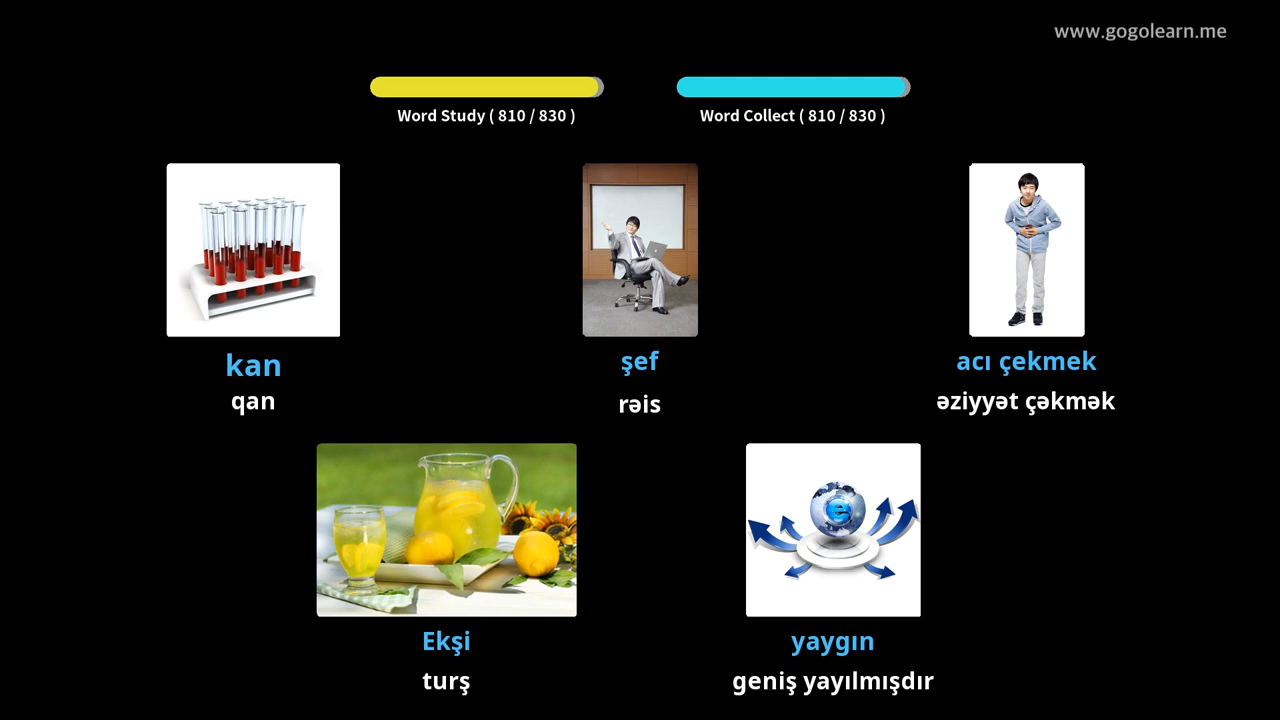 www.gogolearn.me
Word Study ( 810 / 830 )
Word Collect ( 810 / 830 )
kan
qan
şef
rəis
acı çekmek
əziyyət çəkmək
Ekşi
turş
yaygın
geniş yayılmışdır